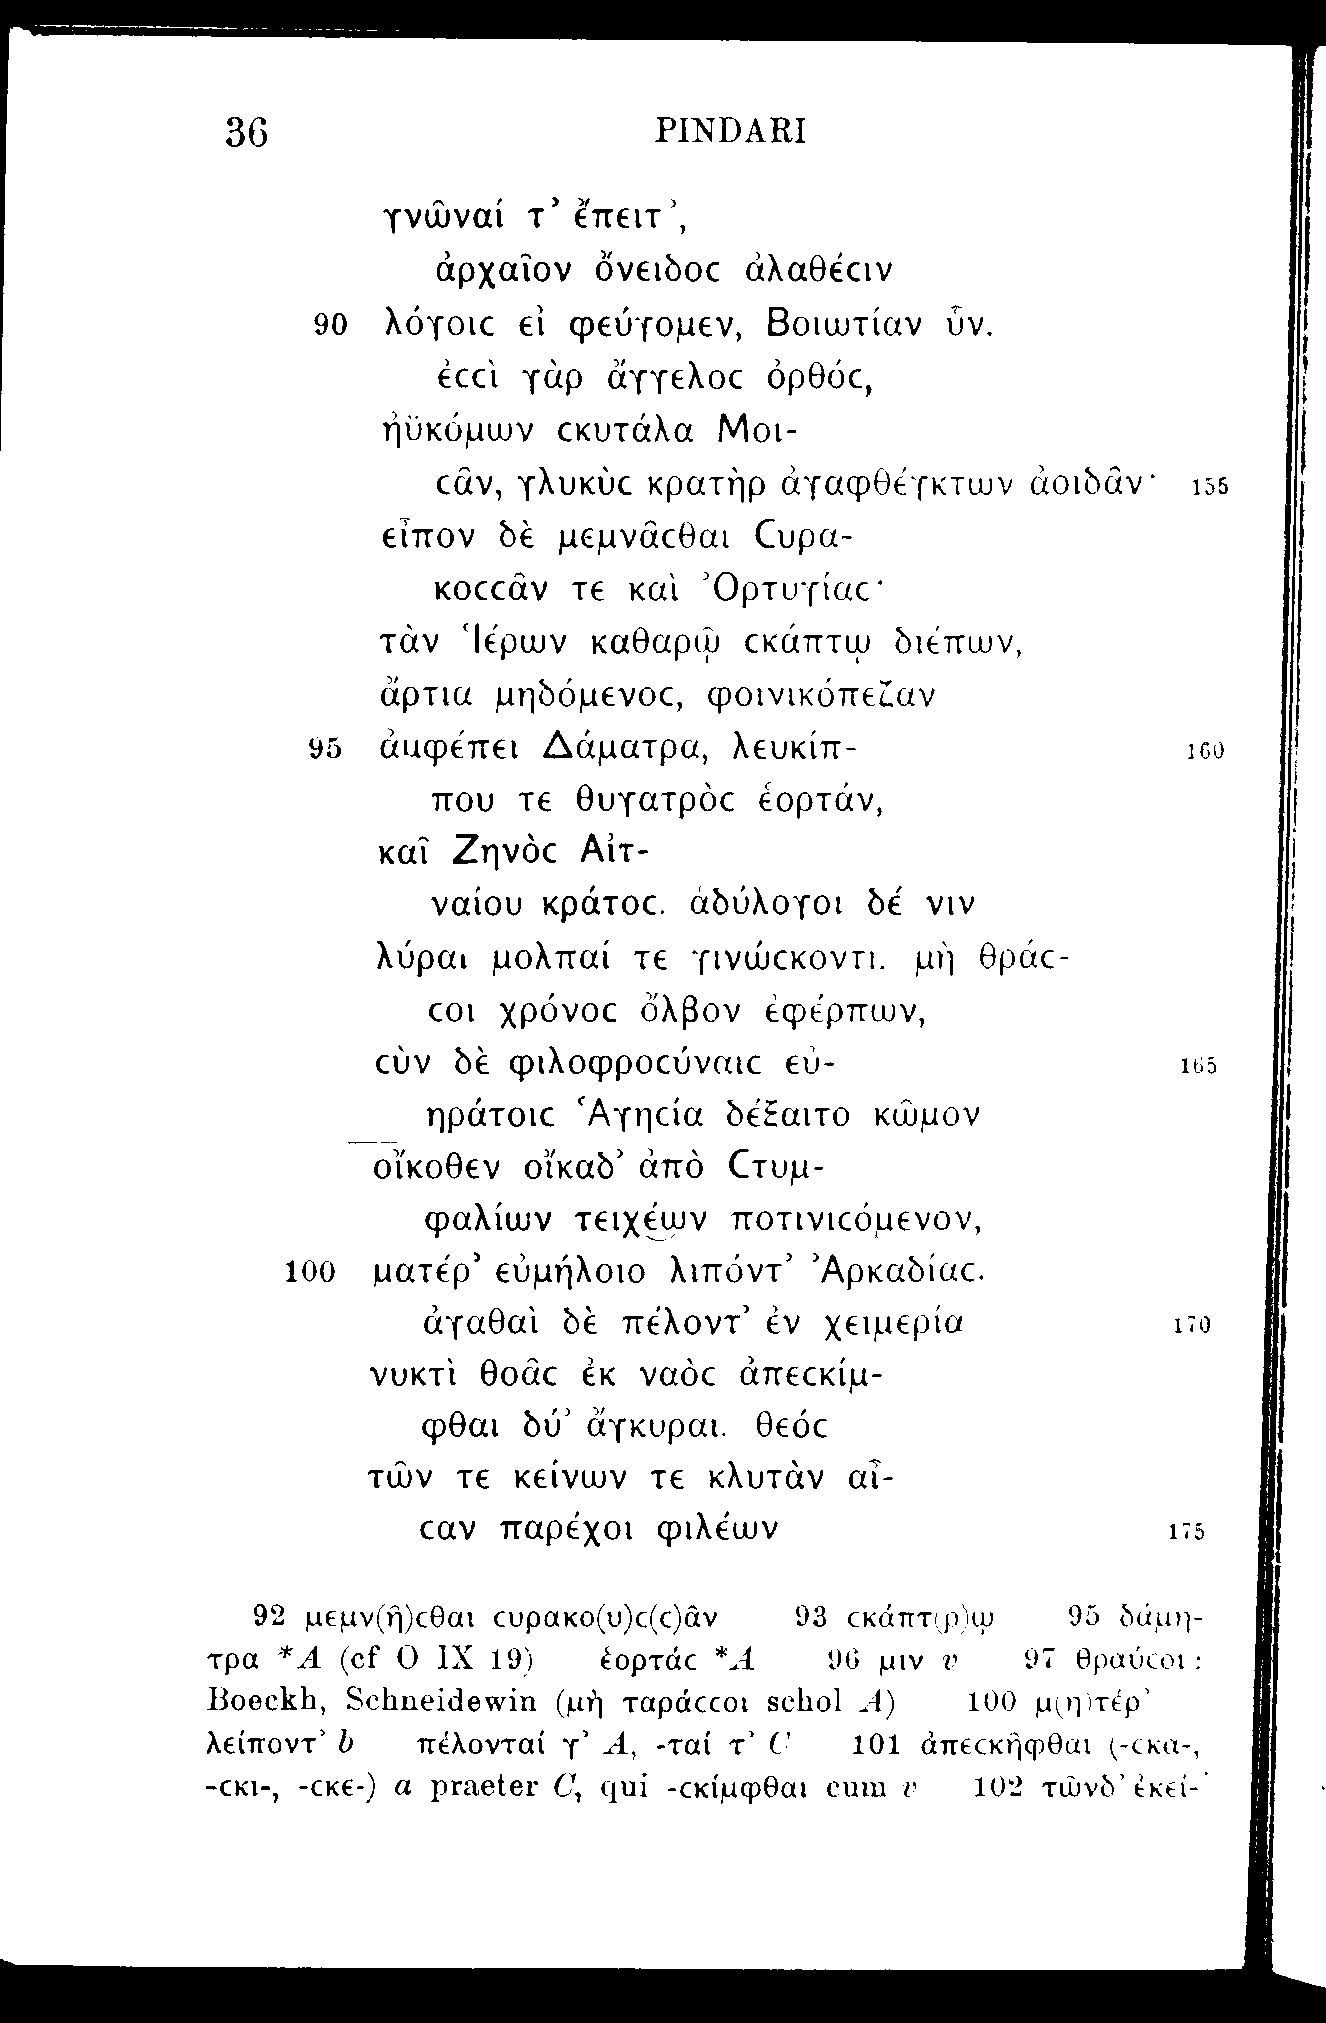 36 PINDARI
γνῶναί τ’ ἔπειτ’,
ἀρχαῖον ὄνειδοϲ ἀλαθέϲιν
90 λόγοιϲ εἰ φεύγομεν, Βοιωτίαν ὗν.
ἐϲϲὶ γὰρ ἄγγελοϲ ὀρθόϲ,
ἠϋκόμων ϲκυτάλα Μοι-
ϲᾶν, γλυκὺϲ κρατὴρ ἀγαφθέγκτων ἀοιδᾶν· 155
εἶπον δὲ μεμνᾶϲθαι Ϲυρα-
κοϲϲᾶν τε καὶ Ὀρτυγίαϲ·
τὰν Ἱέρων καθαρῷ ϲκάπτῳ διέπων,
ἄρτια μηδόμενοϲ, φοινικόπεζαν
95 ἀμφέπει Δάματρα, λευκίπ- 160
που τε θυγατρὸϲ ἑορτάν,
καῖ Ζηνὸϲ Αἰτ-
ναίου κράτοϲ. ἁδύλογοι δέ νιν
λύραι μολπαί τε γινώϲκοντι. μὴ θράϲ-
ϲοι χρόνοϲ ὄλβον ἐφέρπων,
ϲὺν δὲ φιλοφροϲύναιϲ εὐ- 165
ηράτοιϲ Ἁγηϲία δέξαιτο κῶμον
οἴκοθεν οἴκαδ’ ἀπὸ Ϲτυμ-
φαλίων τειχέων ποτινιϲόμενον,
100 ματέρ’ εὐμήλοιο λιπόντ’ Ἀρκαδίαϲ.
ἀγαθαὶ δὲ πέλοντ’ ἐν χειμερία 170
νυκτὶ θοᾶϲ ἐκ ναὸϲ ἀπεϲκίμ-
φθαι δύ’ ἄγκυραι. θεόϲ
τῶν τε κείνων τε κλυτὰν αἶ-
ϲαν παρέχοι φιλέων 175
92 μεμν(ῆ)ϲθαι ϲυρακο(υ)ϲ(ϲ)ᾶν 93 ϲκάπτ(ρ)ῳ 95 δάμη-
τρα *A (cf O IX 19) ἑορτάϲ *A 96 μιν v 97 θραύϲοι:
Boeckh, Schneidewin (μὴ ταράϲϲοι schol A) 100 μ(η)τέρ’
λείποντ’ b πέλονταί γ’ A, -ταί τ’ C 101 ἀπεϲκῆφθαι (-ϲκα-,
-ϲκι-, -ϲκε-) a praeter C, qui -ϲκίμφθαι cum v 102 τῶνδ’ ἐκεί-